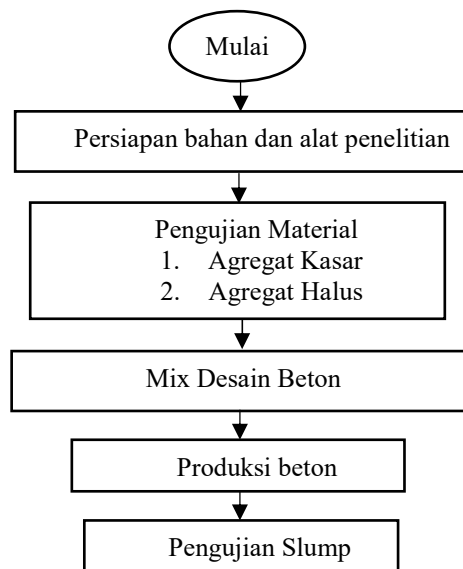 Mulai
Persiapan bahan dan alat penelitian
Pengujian Material
1. Agregat Kasar
2. Agregat Halus
Mix Desain Beton
Produksi beton
Pengujian Slump